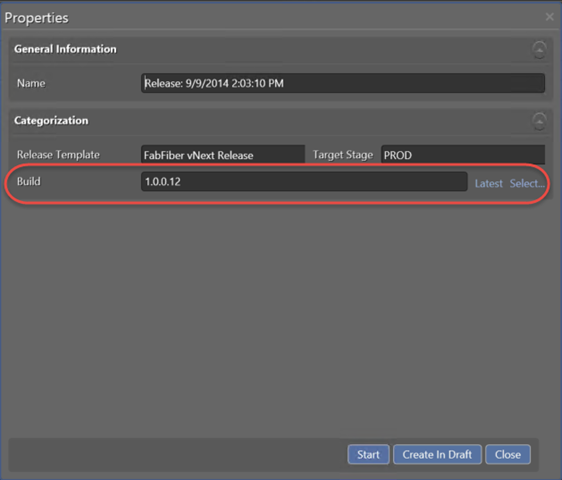 Properties
General Information
Name Release: 9/9/2014 2:03:10 PM
Categorization
Release Template FabFiber vNext Release Target Stage PROD
Build 1.0.0.12 Latest Select...
Start Create In Draft Close